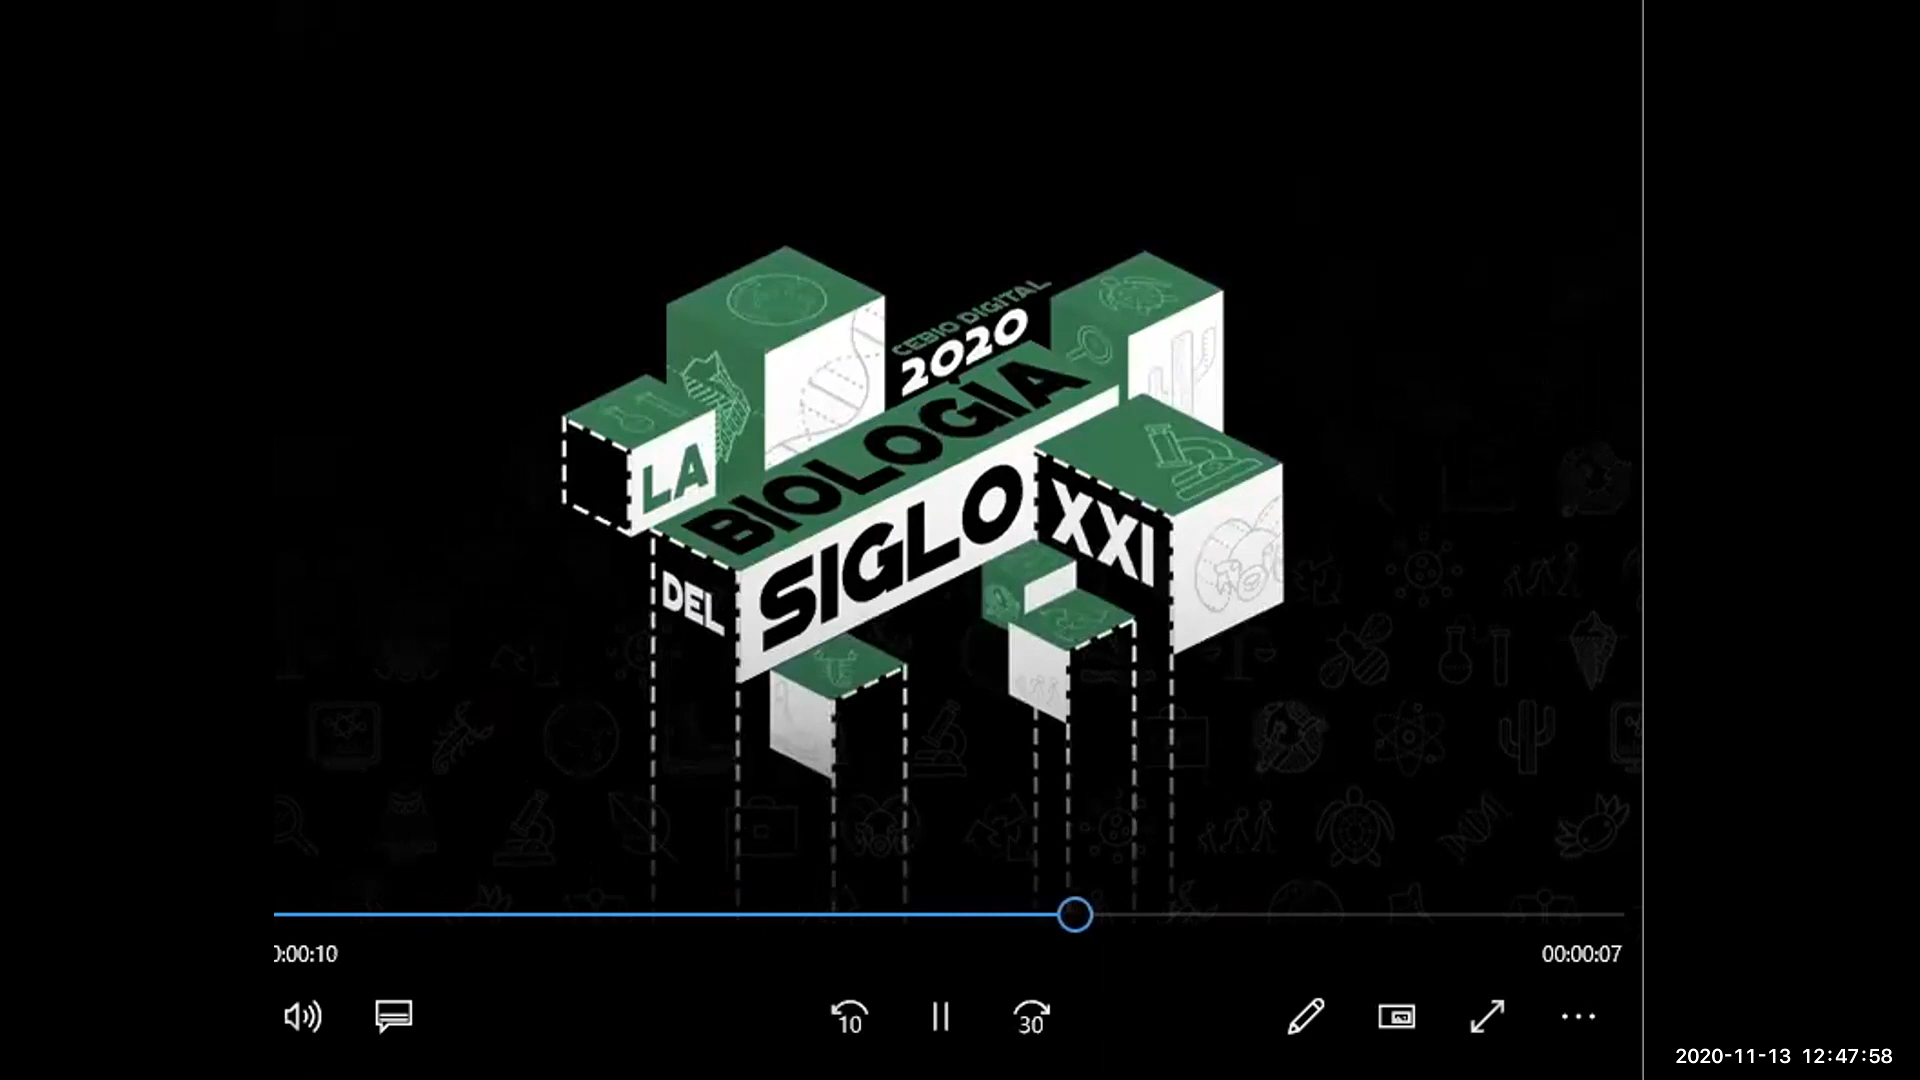 CEBIO DIGITAL
2020
LA
BIOLOGÍA
DEL
SIGLO
XXI
0:00:10
00:00:07
10
30
2020-11-13 12:47:58